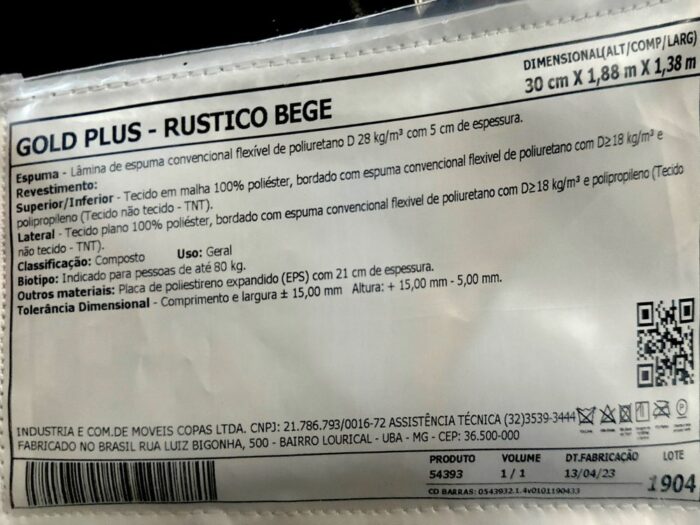 DIMENSIONAL(ALT/COMP/LARG)
30 cm X 1,88 m X 1,38 m
GOLD PLUS - RUSTICO BEGE
Espuma - Lâmina de espuma convencional flexível de poliuretano D 28 kg/m³ com 5 cm de espessura.
Revestimento:
Superior/Inferior - Tecido em malha 100% poliéster, bordado com espuma convencional flexivel de poliuretano com D≥18 kg/m³ e
polipropileno (Tecido não tecido - TNT).
Lateral - Tecido plano 100% poliéster, bordado com espuma convencional flexivel de poliuretano com D≥18 kg/m³ e polipropileno (Tecido
não tecido - TNT).
Classificação: Composto Uso: Geral
Biotipo: Indicado para pessoas de até 80 kg.
Outros materiais: Placa de poliestireno expandido (EPS) com 21 cm de espessura.
Tolerância Dimensional - Comprimento e largura ± 15,00 mm Altura: + 15,00 mm - 5,00 mm.
INDUSTRIA E COM.DE MOVEIS COPAS LTDA. CNPJ: 21.786.793/0016-72 ASSISTÊNCIA TÉCNICA (32)3539-3444
FABRICADO NO BRASIL RUA LUIZ BIGONHA, 500 - BAIRRO LOURICAL - UBA - MG - CEP: 36.500-000
PRODUTO VOLUME DT.FABRICAÇÃO LOTE
54393 1 / 1 13/04/23 1904
CD BARRAS: 0543932.1.4v0101190433